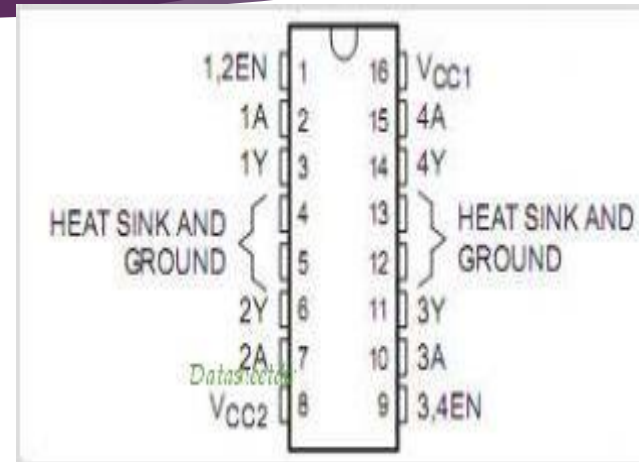 1,2EN 1 16 VCC1
1A 2 15 4A
1Y 3 14 4Y
HEAT SINK AND GROUND 4 13 HEAT SINK AND GROUND
5 12
2Y 6 11 3Y
2A 7 10 3A
VCC2 8 9 3,4EN